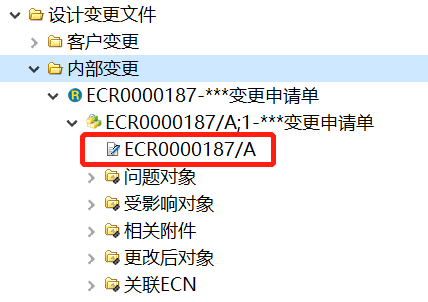 设计变更文件
客户变更
内部变更
ECR0000187-***变更申请单
ECR0000187/A;1-***变更申请单
ECR0000187/A
问题对象
受影响对象
相关附件
更改后对象
关联ECN